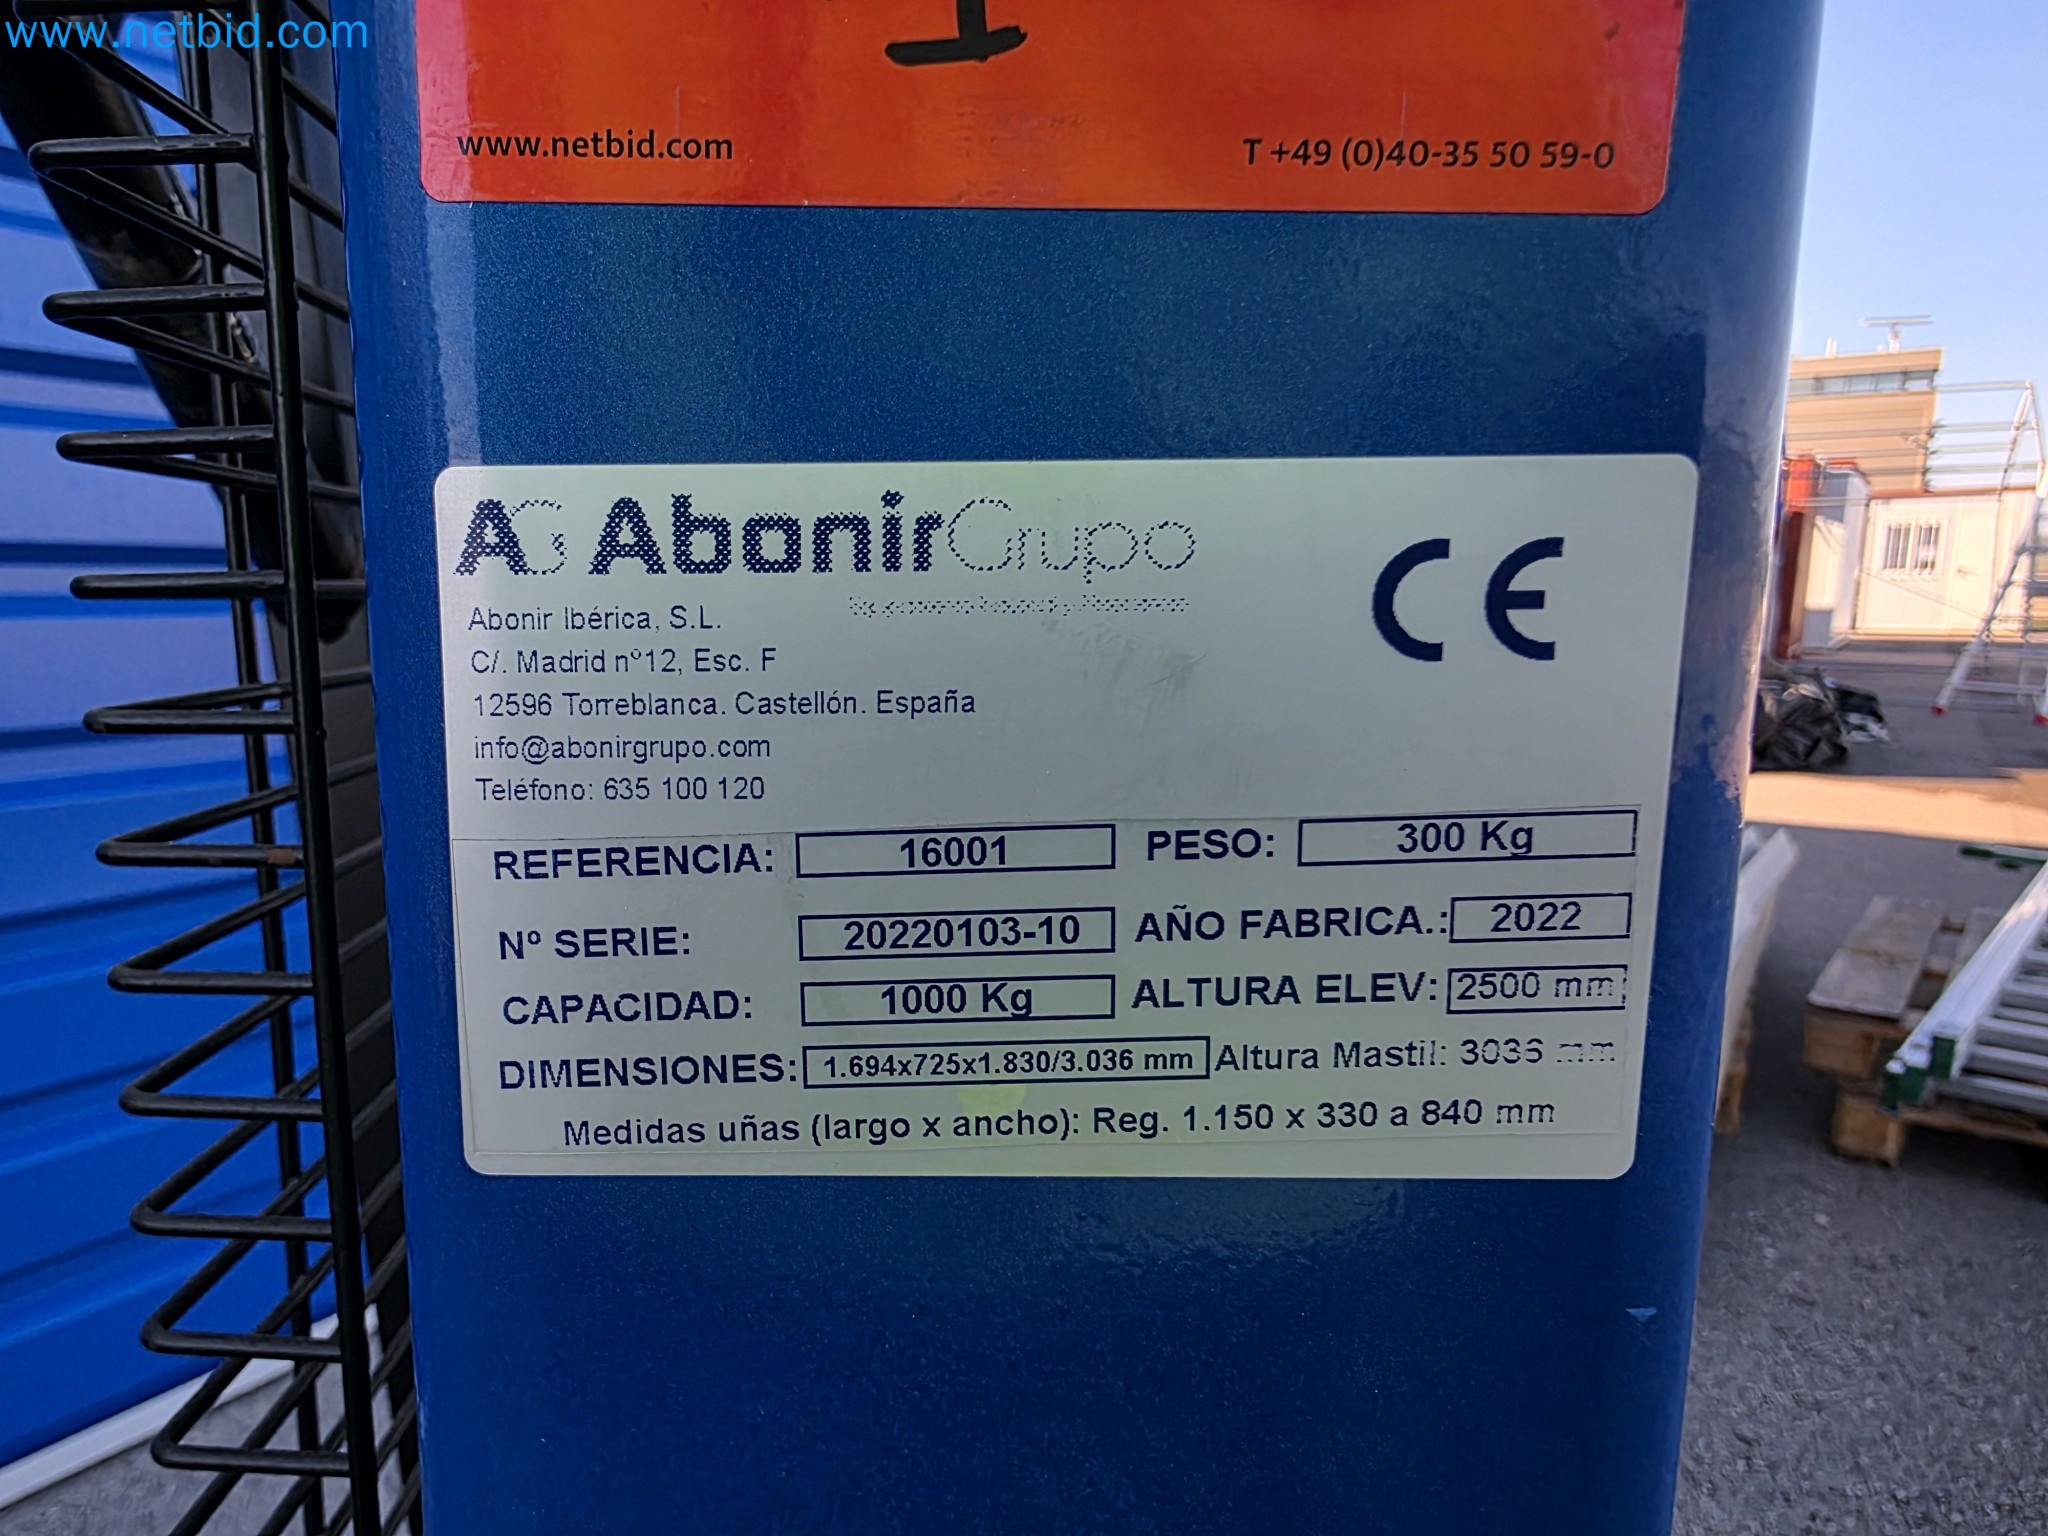 www.netbid.com
www.netbid.com T +49 (0)40-35 50 59-0
AG AbonirGrupo
CE
Abonir Ibérica, S.L.
C/. Madrid nº12, Esc. F
12596 Torreblanca. Castellón. España
info@abonirgrupo.com
Teléfono: 635 100 120
REFERENCIA: 16001 PESO: 300 Kg
Nº SERIE: 20220103-10 AÑO FABRICA.: 2022
CAPACIDAD: 1000 Kg ALTURA ELEV: 2500 mm
DIMENSIONES: 1.694x725x1.830/3.036 mm Altura Mastil: 3036 mm
Medidas uñas (largo x ancho): Reg. 1.150 x 330 a 840 mm